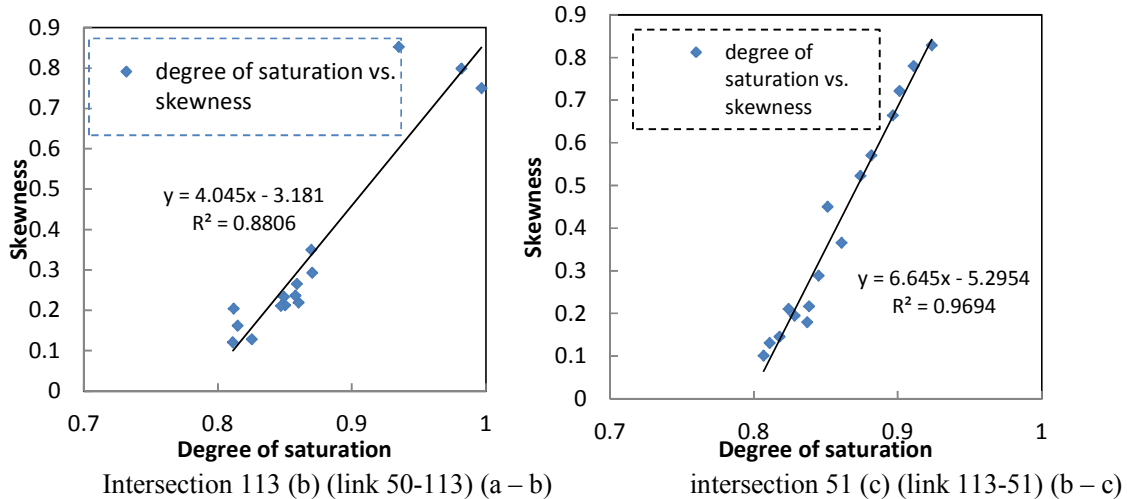 0.9
0.8
0.7
0.6
0.5
0.4
0.3
0.2
0.1
0
Skewness
degree of saturation vs.
skewness
y = 4.045x - 3.181
R² = 0.8806
0.7
0.8
0.9
1
Degree of saturation
Intersection 113 (b) (link 50-113) (a – b)
0.9
0.8
0.7
0.6
0.5
0.4
0.3
0.2
0.1
0
Skewness
degree of
saturation vs.
skewness
y = 6.645x - 5.2954
R² = 0.9694
0.7
0.8
0.9
1
Degree of saturation
intersection 51 (c) (link 113-51) (b – c)